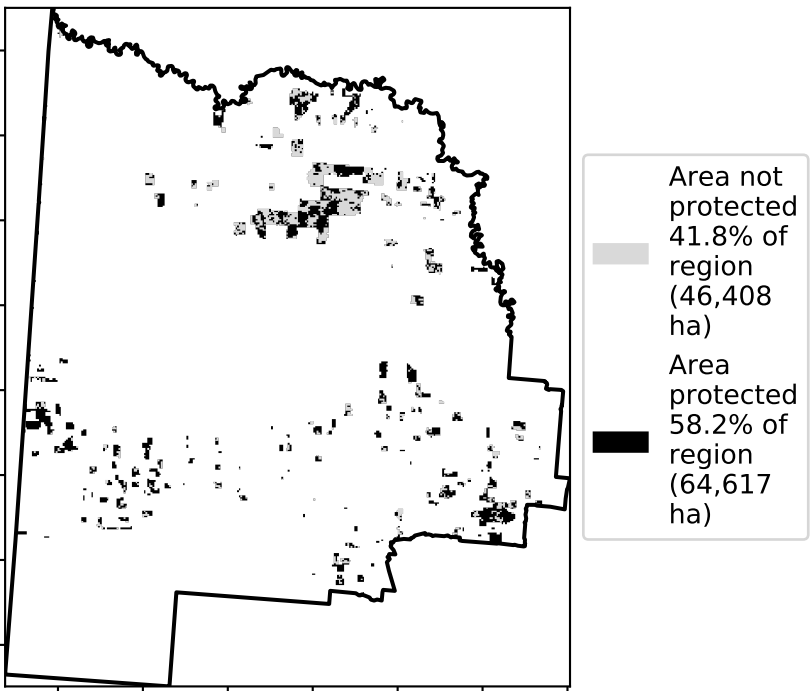 Area not
protected
41.8% of
region
(46,408
ha)
Area
protected
58.2% of
region
(64,617
ha)